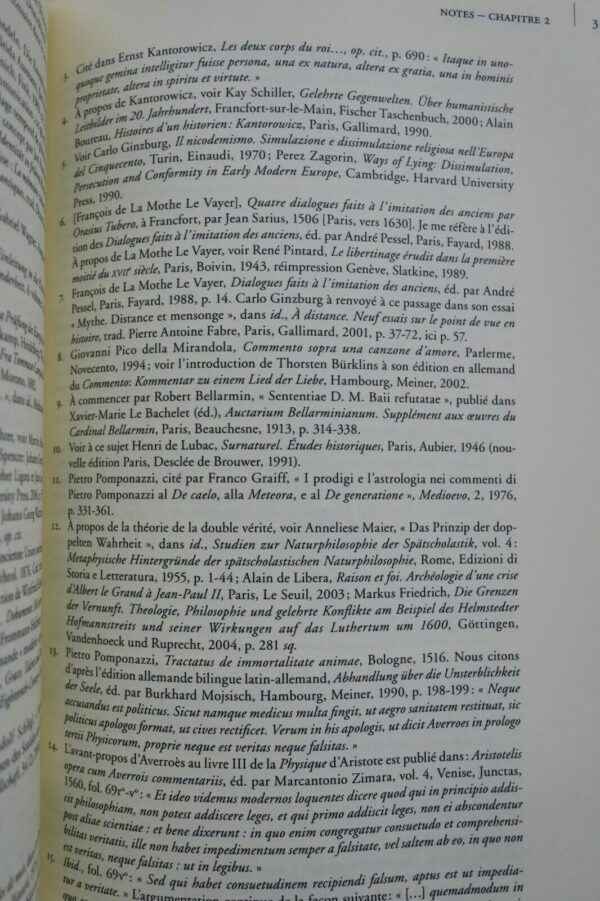 NOTES – CHAPITRE 2
3
3. Cité dans Ernst Kantorowicz, Les deux corps du roi…, op. cit., p. 690 : « Itaque in uno-
quoque gemina intelligitur fuisse persona, una ex natura, altera ex gratia, una in hominis
proprietate, altera in spiritu et virtute. »
4. À propos de Kantorowicz, voir Kay Schiller, Gelehrte Gegenwelten. Über humanistische
Leitbilder im 20. Jahrhundert, Francfort-sur-le-Main, Fischer Taschenbuch, 2000 ; Alain
Boureau, Histoires d'un historien : Kantorowicz, Paris, Gallimard, 1990.
5. Voir Carlo Ginzburg, Il nicodemismo. Simulazione e dissimulazione religiosa nell'Europa
del Cinquecento, Turin, Einaudi, 1970 ; Perez Zagorin, Ways of Lying: Dissimulation,
Persecution and Conformity in Early Modern Europe, Cambridge, Harvard University
Press, 1990.
6. [François de La Mothe Le Vayer], Quatre dialogues faits à l'imitation des anciens par
Orasius Tubero, à Francfort, par Jean Sarius, 1506 [Paris, vers 1630]. Je me réfère à l'édi-
tion des Dialogues faits à l'imitation des anciens, éd. par André Pessel, Paris, Fayard, 1988.
À propos de La Mothe Le Vayer, voir René Pintard, Le libertinage érudit dans la première
moitié du XVIIe siècle, Paris, Boivin, 1943, réimpression Genève, Slatkine, 1989.
7. François de La Mothe Le Vayer, Dialogues faits à l'imitation des anciens, éd. par André
Pessel, Paris, Fayard, 1988, p. 14. Carlo Ginzburg a renvoyé à ce passage dans son essai
« Mythe. Distance et mensonge », dans id., À distance. Neuf essais sur le point de vue en
histoire, trad. Pierre Antoine Fabre, Paris, Gallimard, 2001, p. 37-72, ici p. 57.
8. Giovanni Pico della Mirandola, Commento sopra una canzone d'amore, Palerme,
Novecento, 1994 ; voir l'introduction de Thorsten Bürklins à son édition en allemand
du Commento : Kommentar zu einem Lied der Liebe, Hambourg, Meiner, 2002.
9. À commencer par Robert Bellarmin, « Sententiae D. M. Baii refutatae », publié dans
Xavier-Marie Le Bachelet (éd.), Auctarium Bellarminianum. Supplément aux œuvres du
Cardinal Bellarmin, Paris, Beauchesne, 1913, p. 314-338.
10. Voir à ce sujet Henri de Lubac, Surnaturel. Études historiques, Paris, Aubier, 1946 (nou-
velle édition Paris, Desclée de Brouwer, 1991).
11. Pietro Pomponazzi, cité par Franco Graiff, « I prodigi e l'astrologia nei commenti di
Pietro Pomponazzi al De caelo, alla Meteora, e al De generatione », Medioevo, 2, 1976,
p. 331-361.
12. À propos de la théorie de la double vérité, voir Anneliese Maier, « Das Prinzip der dop-
pelten Wahrheit », dans id., Studien zur Naturphilosophie der Spätscholastik, vol. 4 :
Metaphysische Hintergründe der spätscholastischen Naturphilosophie, Rome, Edizioni di
Storia e Letteratura, 1955, p. 1-44 ; Alain de Libera, Raison et foi. Archéologie d'une crise
d'Albert le Grand à Jean-Paul II, Paris, Le Seuil, 2003 ; Markus Friedrich, Die Grenzen
der Vernunft. Theologie, Philosophie und gelehrte Konflikte am Beispiel des Helmstedter
Hofmannstreits und seiner Wirkungen auf das Luthertum um 1600, Göttingen,
Vandenhoeck und Ruprecht, 2004, p. 281 sq.
13. Pietro Pomponazzi, Tractatus de immortalitate animae, Bologne, 1516. Nous citons
d'après l'édition allemande bilingue latin-allemand, Abhandlung über die Unsterblichkeit
der Seele, éd. par Burkhard Mojsisch, Hambourg, Meiner, 1990, p. 198-199 : « Neque
accusandus est politicus. Sicut namque medicus multa fingit, ut aegro sanitatem restituat, sic
politicus apologos format, ut cives rectificet. Verum in his apologis, ut dicit Averroes in prologo
tertii Physicorum, proprie neque est veritas neque falsitas. »
14. L'avant-propos d'Averroès au livre III de la Physique d'Aristote est publié dans : Aristotelis
opera cum Averrois commentariis, éd. par Marcantonio Zimara, vol. 4, Venise, Junctas,
1560, fol. 69r°-v° : « Et ideo videmus modernos loquentes dicere quod qui in principio addis-
cit philosophiam, non potest addiscere leges, et qui primo addiscit leges, non ei abscondentur
post aliae scientiae : et bene dixerunt : in quo enim congregatur consuetudo et comprehensi-
bilitas veritatis, ille non habet impedimentum semper a falsitate, vel saltem ab eo, in quo non
est veritas, neque falsitas : ut in legibus. »
15. Ibid., fol. 69v° : « Sed qui habet consuetudinem recipiendi falsum, aptus est ut impedia-
tur a veritate. » L'argumentation continue de la façon suivante : « […] quemadmodum in